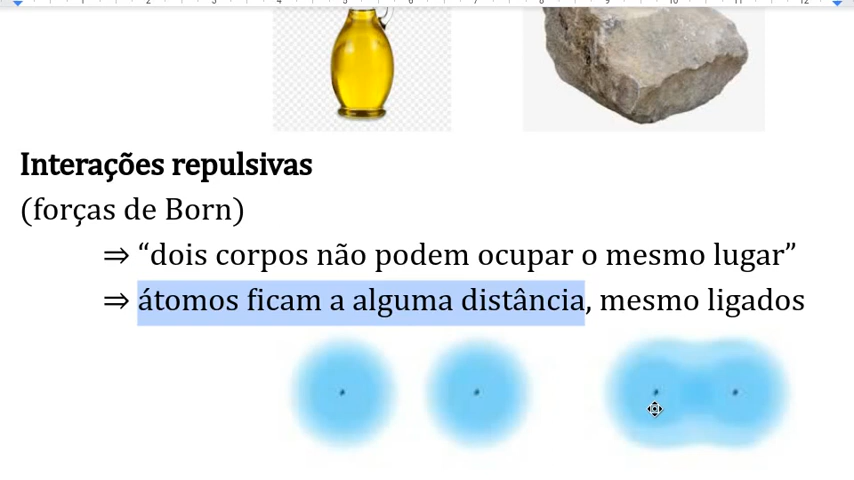 Interações repulsivas
(forças de Born)
⇒ “dois corpos não podem ocupar o mesmo lugar”
⇒ átomos ficam a alguma distância, mesmo ligados